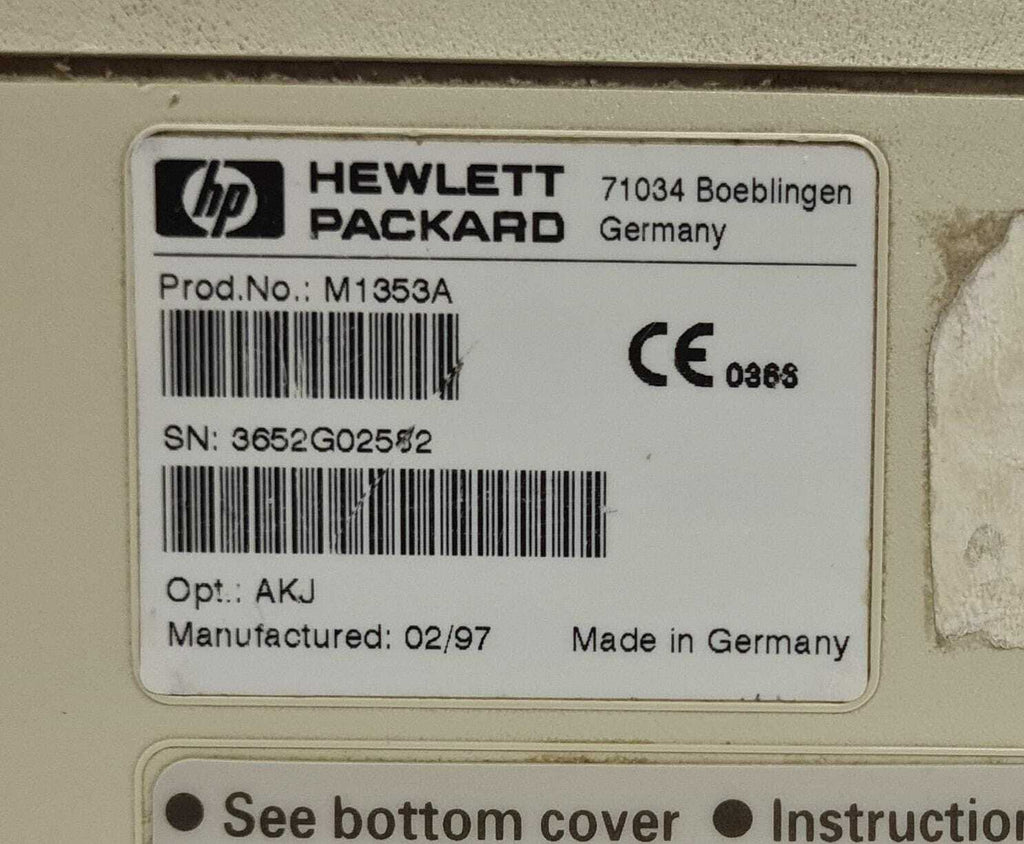 hp HEWLETT PACKARD
71034 Boeblingen
Germany
Prod.No.: M1353A
CE
SN:
Opt.: AKJ
Manufactured: 02/97 Made in Germany
● See bottom cover ● Instruction